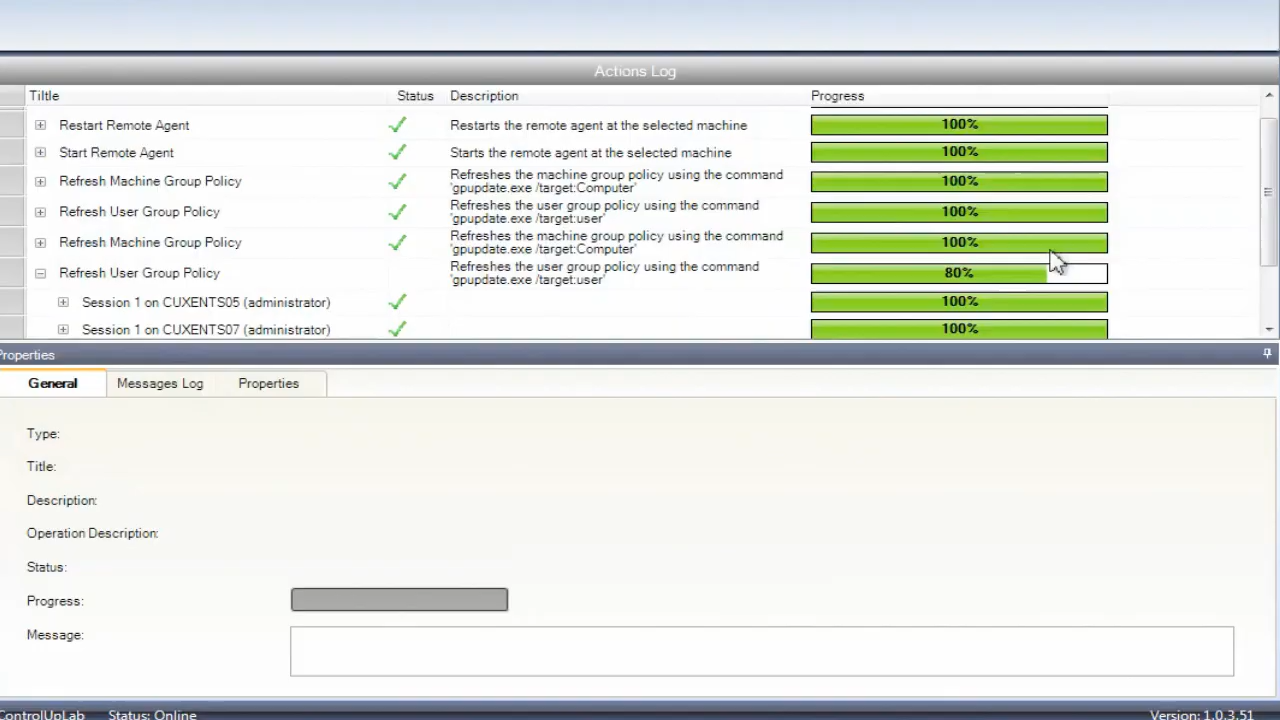 Actions Log
Tiltle Status Description Progress
Restart Remote Agent Restarts the remote agent at the selected machine 100%
Start Remote Agent Starts the remote agent at the selected machine 100%
Refresh Machine Group Policy Refreshes the machine group policy using the command 100%
'gpupdate.exe /target:Computer'
Refresh User Group Policy Refreshes the user group policy using the command 100%
'gpupdate.exe /target:user'
Refresh Machine Group Policy Refreshes the machine group policy using the command 100%
'gpupdate.exe /target:Computer'
Refresh User Group Policy Refreshes the user group policy using the command 80%
'gpupdate.exe /target:user'
Session 1 on CUXENTS05 (administrator) 100%
Session 1 on CUXENTS07 (administrator) 100%
Properties
General Messages Log Properties
Type:
Title:
Description:
Operation Description:
Status:
Progress:
Message:
ControlUpLab Status: Online Version: 1.0.3.51